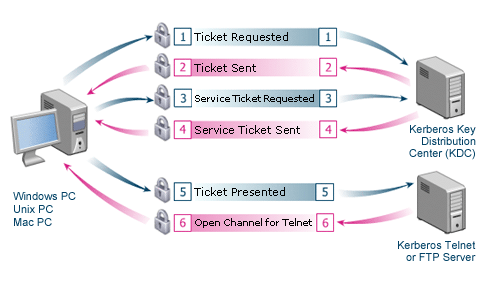 1 Ticket Requested 1
2 Ticket Sent 2
3 Service Ticket Requested 3
4 Service Ticket Sent 4
Kerberos Key
Distribution
Center (KDC)
Windows PC
Unix PC
Mac PC
5 Ticket Presented 5
6 Open Channel for Telnet 6
Kerberos Telnet
or FTP Server